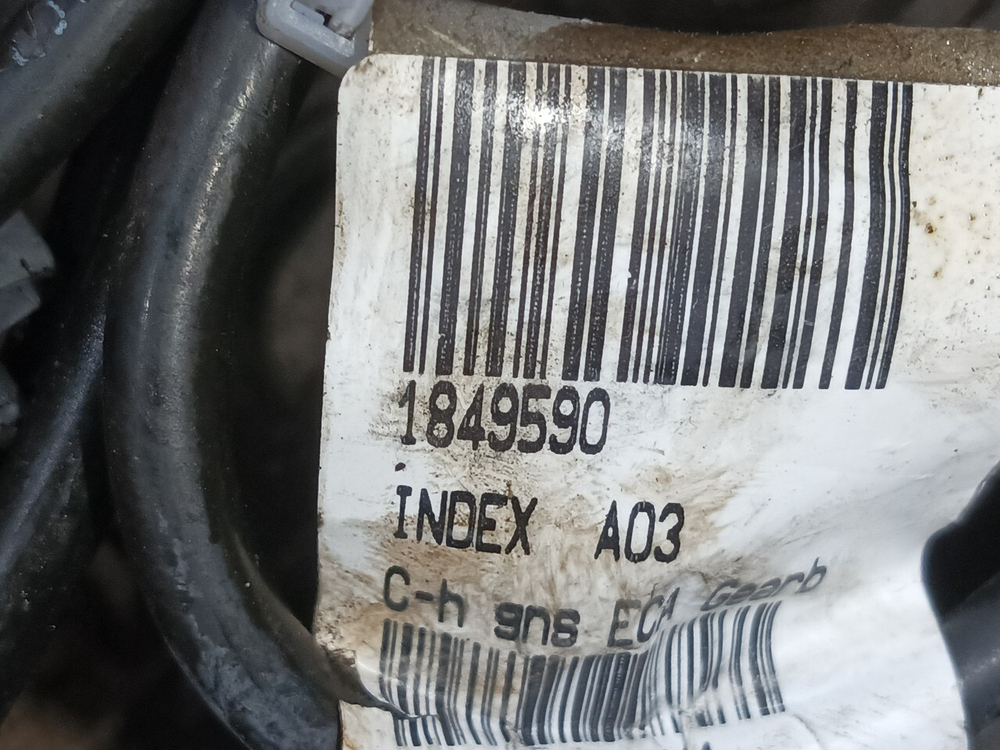 1849590
INDEX A03
C-h gns ECA Gearb